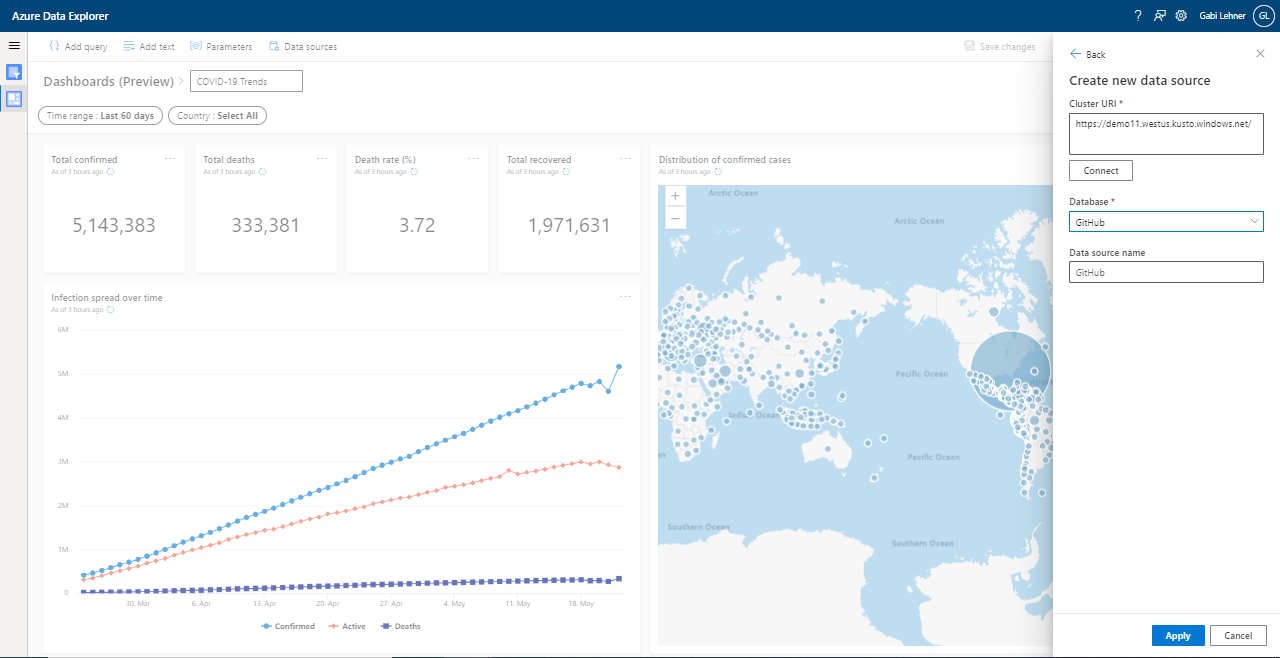 Azure Data Explorer
? Gabi Lehner GL
Add query Add text Parameters Data sources Save changes
Dashboards (Preview) > COVID-19 Trends
Time range : Last 60 days Country : Select All
Total confirmed
As of 3 hours ago
5,143,383
Total deaths
As of 3 hours ago
333,381
Death rate (%)
As of 3 hours ago
3.72
Total recovered
As of 3 hours ago
1,971,631
Infection spread over time
As of 3 hours ago
6M
5M
4M
3M
2M
1M
0
30. Mar 6. Apr 13. Apr 20. Apr 27. Apr 4. May 11. May 18. May
Confirmed Active Deaths
Distribution of confirmed cases
As of 3 hours ago
+
−
Arctic Ocean
Arctic Ocean
Pacific Ocean
Indian Ocean
Pacific Ocean
Southern Ocean
Southern Ocean
Back
Create new data source
Cluster URI *
https://demo11.westus.kusto.windows.net/
Connect
Database *
GitHub
Data source name
GitHub
Apply Cancel